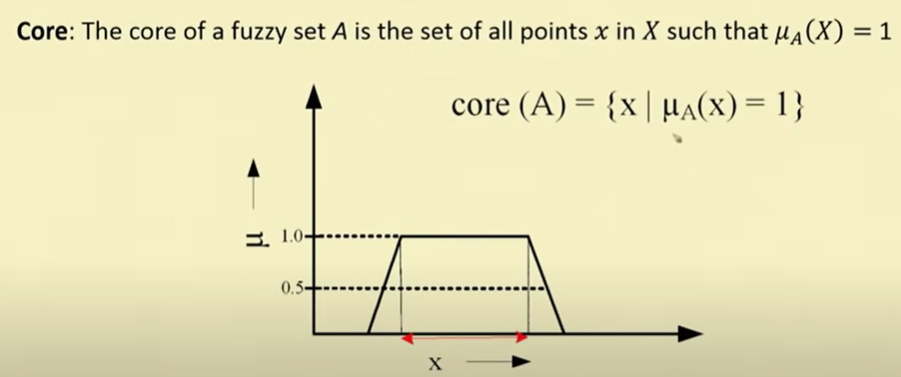 Core: The core of a fuzzy set A is the set of all points x in X such that μA(X) = 1
core (A) = {x | μA(x) = 1}
μ
1.0
0.5
x